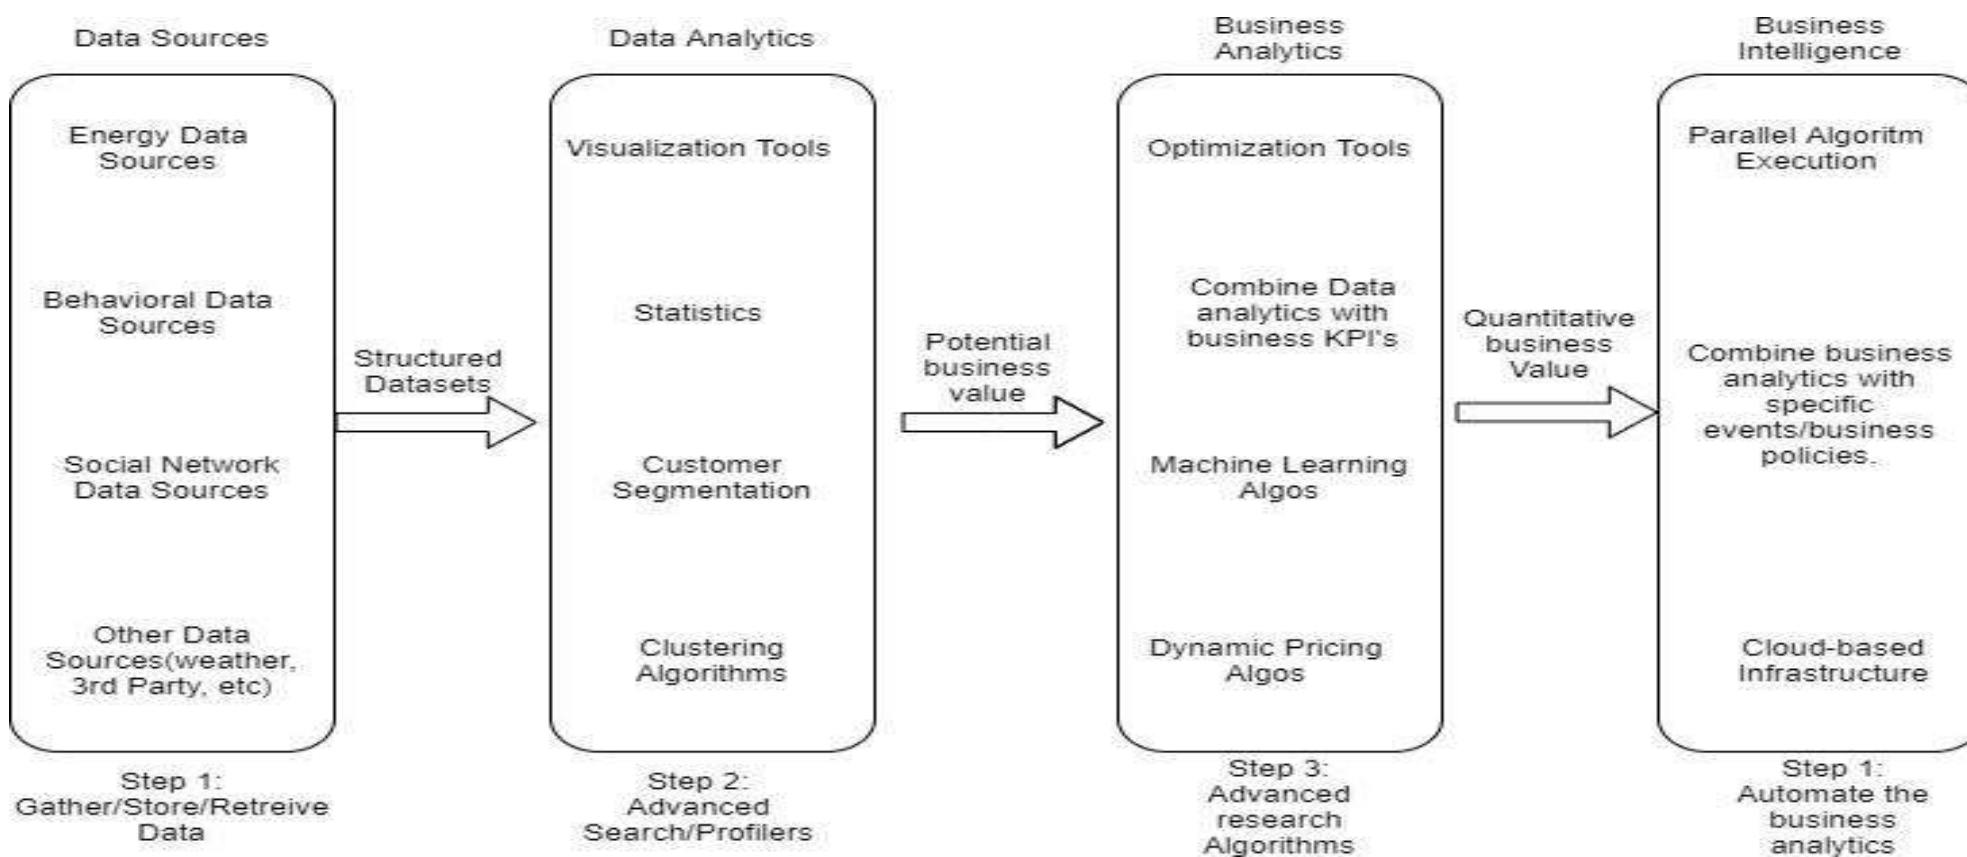 Data Sources
Energy Data
Sources
Behavioral Data
Sources
Social Network
Data Sources
Other Data
Sources(weather,
3rd Party, etc)
Step 1:
Gather/Store/Retreive
Data
Structured
Datasets
Data Analytics
Visualization Tools
Statistics
Customer
Segmentation
Clustering
Algorithms
Step 2:
Advanced
Search/Profilers
Potential
business
value
Business
Analytics
Optimization Tools
Combine Data
analytics with
business KPI's
Machine Learning
Algos
Dynamic Pricing
Algos
Step 3:
Advanced
research
Algorithms
Quantitative
business
Value
Business
Intelligence
Parallel Algoritm
Execution
Combine business
analytics with
specific
events/business
policies.
Cloud-based
Infrastructure
Step 1:
Automate the
business
analytics